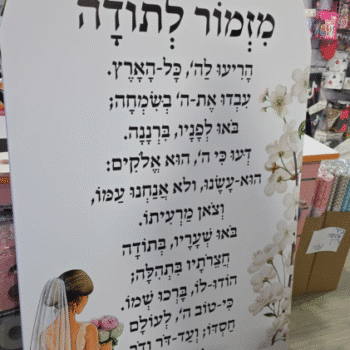 מִזְמוֹר לְתוֹדָה
הָרִיעוּ לַה', כָּל-הָאָרֶץ.
עִבְדוּ אֶת-ה' בְּשִׂמְחָה;
בֹּאוּ לְפָנָיו, בִּרְנָנָה.
דְּעוּ כִּי ה', הוּא אֱלֹקִים:
הוּא-עָשָׂנוּ, ולא אֲנַחְנוּ עַמּוֹ,
וְצֹאן מַרְעִיתוֹ.
בֹּאוּ שְׁעָרָיו, בְּתוֹדָה
חֲצֵרֹתָיו בִּתְהִלָּה;
הוֹדוּ-לוֹ, בָּרְכוּ שְׁמוֹ.
כִּי-טוֹב ה', לְעוֹלָם
חַסְדּוֹ; וְעַד-דֹּר וָדֹר